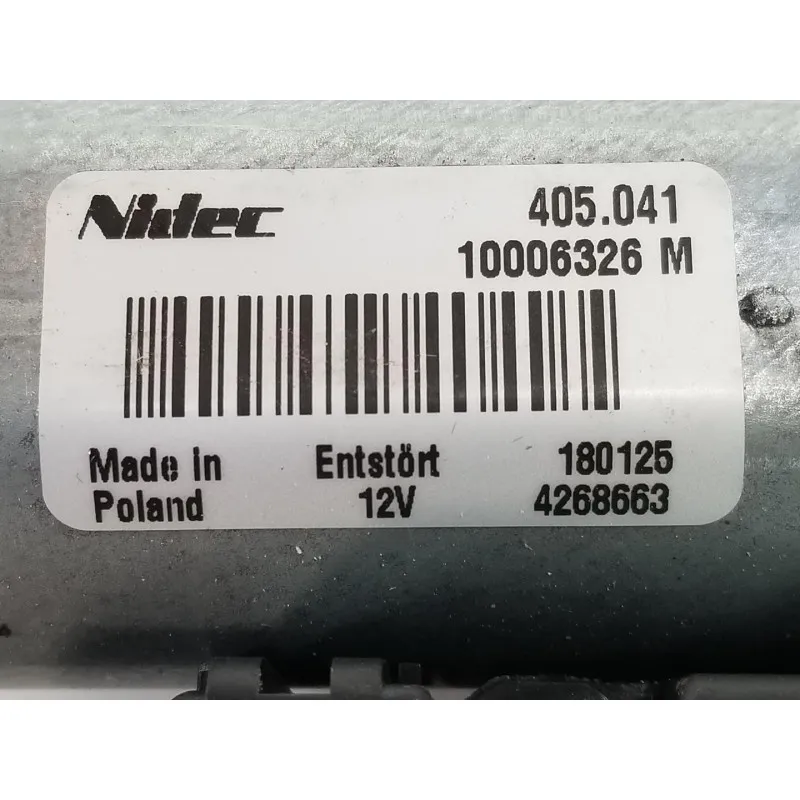 Nidec 405.041
10006326 M
Made in Entstört 180125
Poland 12V 4268663